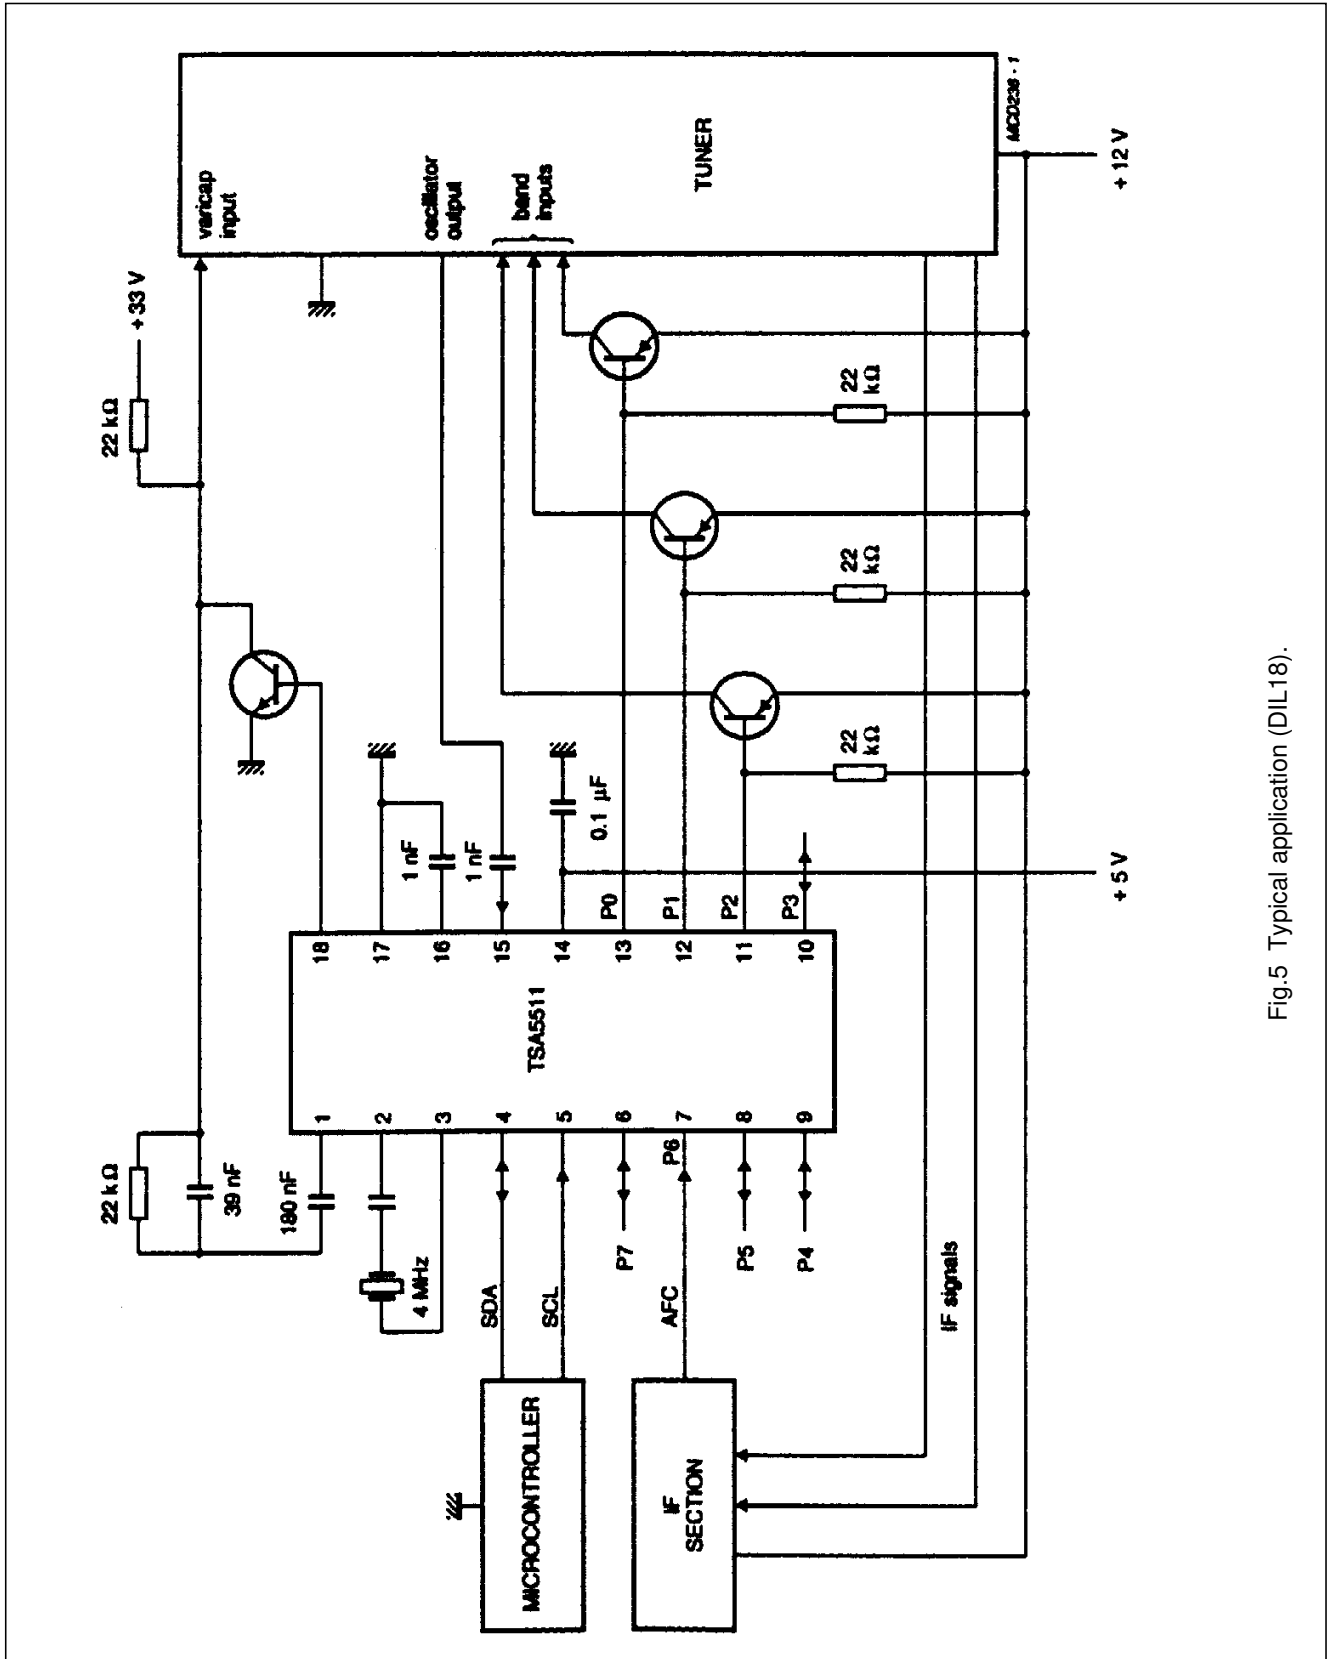 22 kΩ
39 nF
180 nF
4 MHz
22 kΩ
+ 33 V
varicap
input
oscillator
output
band
inputs
TUNER
MCD236 - 1
+ 12 V
1 nF
1 nF
0.1 µF
TSA5511
1
2
3
4
5
6
7
8
9
18
17
16
15
14
13
12
11
10
P0
P1
P2
P3
P6
P7
P5
P4
SDA
SCL
AFC
MICROCONTROLLER
IF
SECTION
IF signals
22
kΩ
22
kΩ
22
kΩ
+ 5 V
Fig.5 Typical application (DIL18).